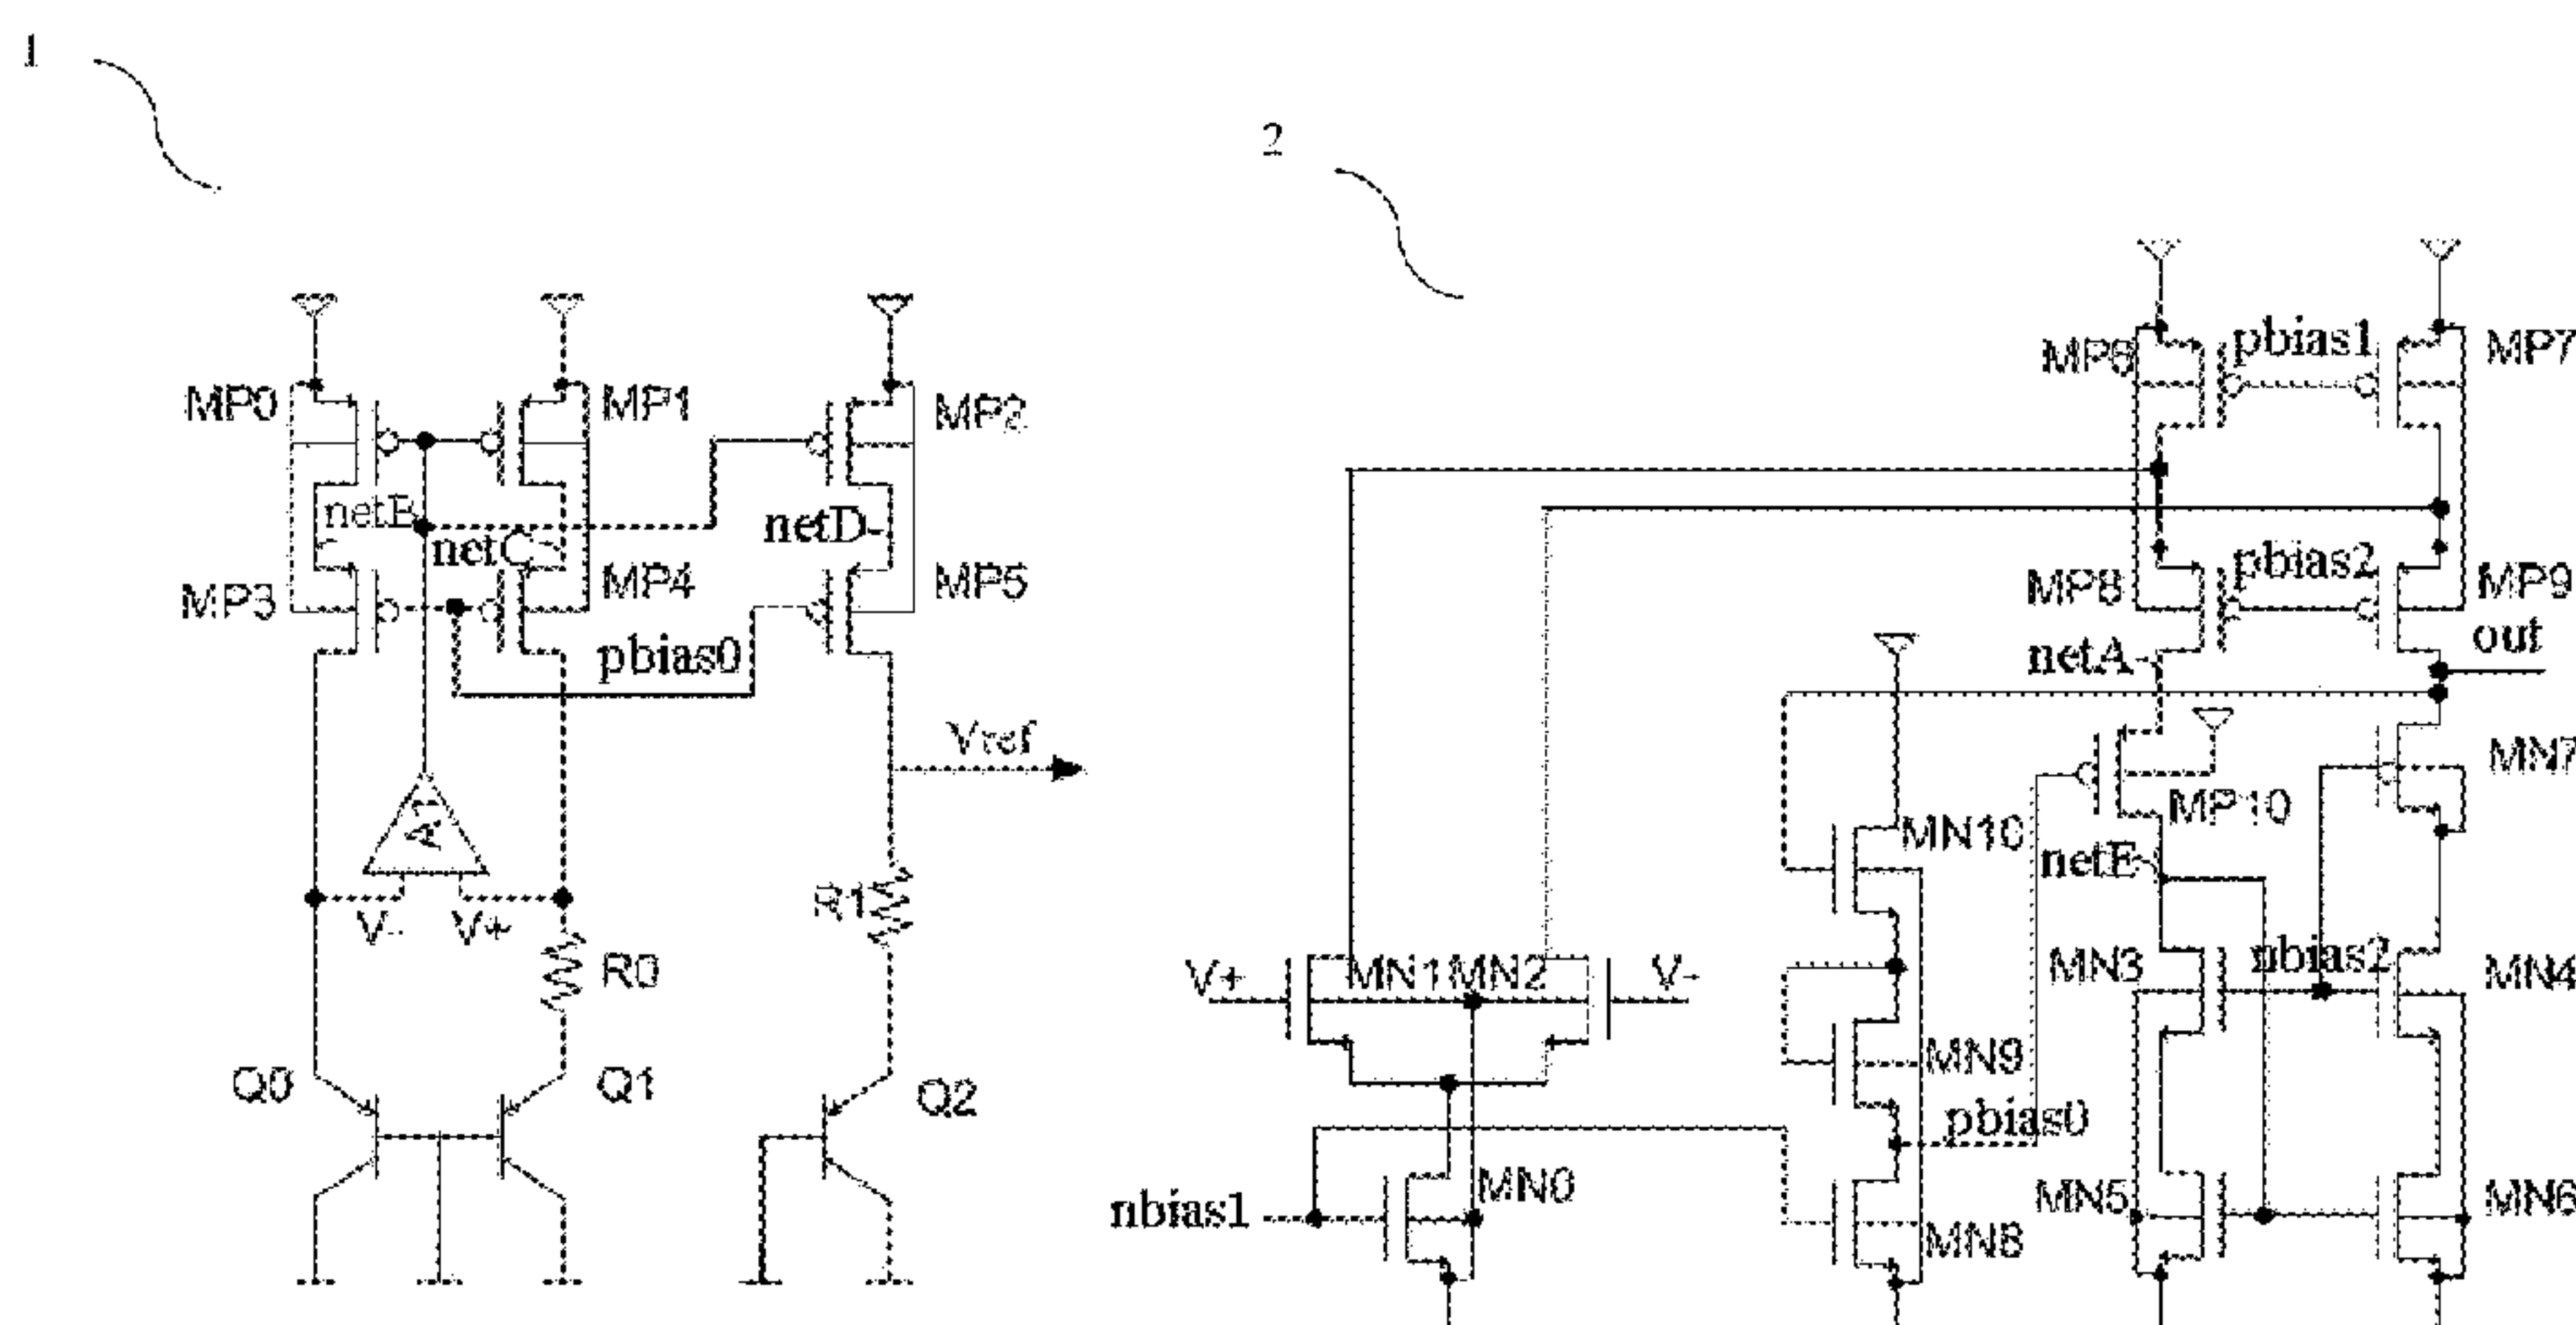 1
2
MP0
MP1
MP2
netB
netC
netD
MP3
MP4
MP5
pbias0
Vref
A1
V-
V+
R0
R1
Q0
Q1
Q2
MP6
pbias1
MP7
MP8
pbias2
MP9
out
netA
MN7
MP10
MN10
netE
V+
MN1
MN2
V-
MN3
nbias2
MN4
MN9
pbias0
nbias1
MN0
MN8
MN5
MN6